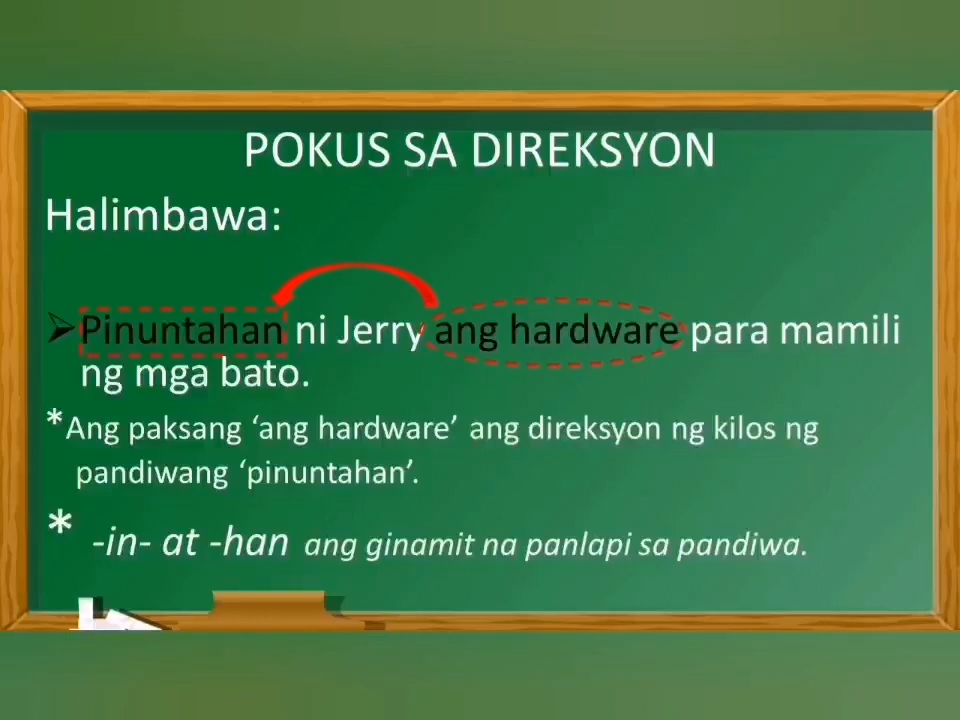 POKUS SA DIREKSYON
Halimbawa:
➤Pinuntahan ni Jerry ang hardware para mamili
ng mga bato.
*Ang paksang ‘ang hardware’ ang direksyon ng kilos ng
pandiwang ‘pinuntahan’.
* -in- at -han ang ginamit na panlapi sa pandiwa.